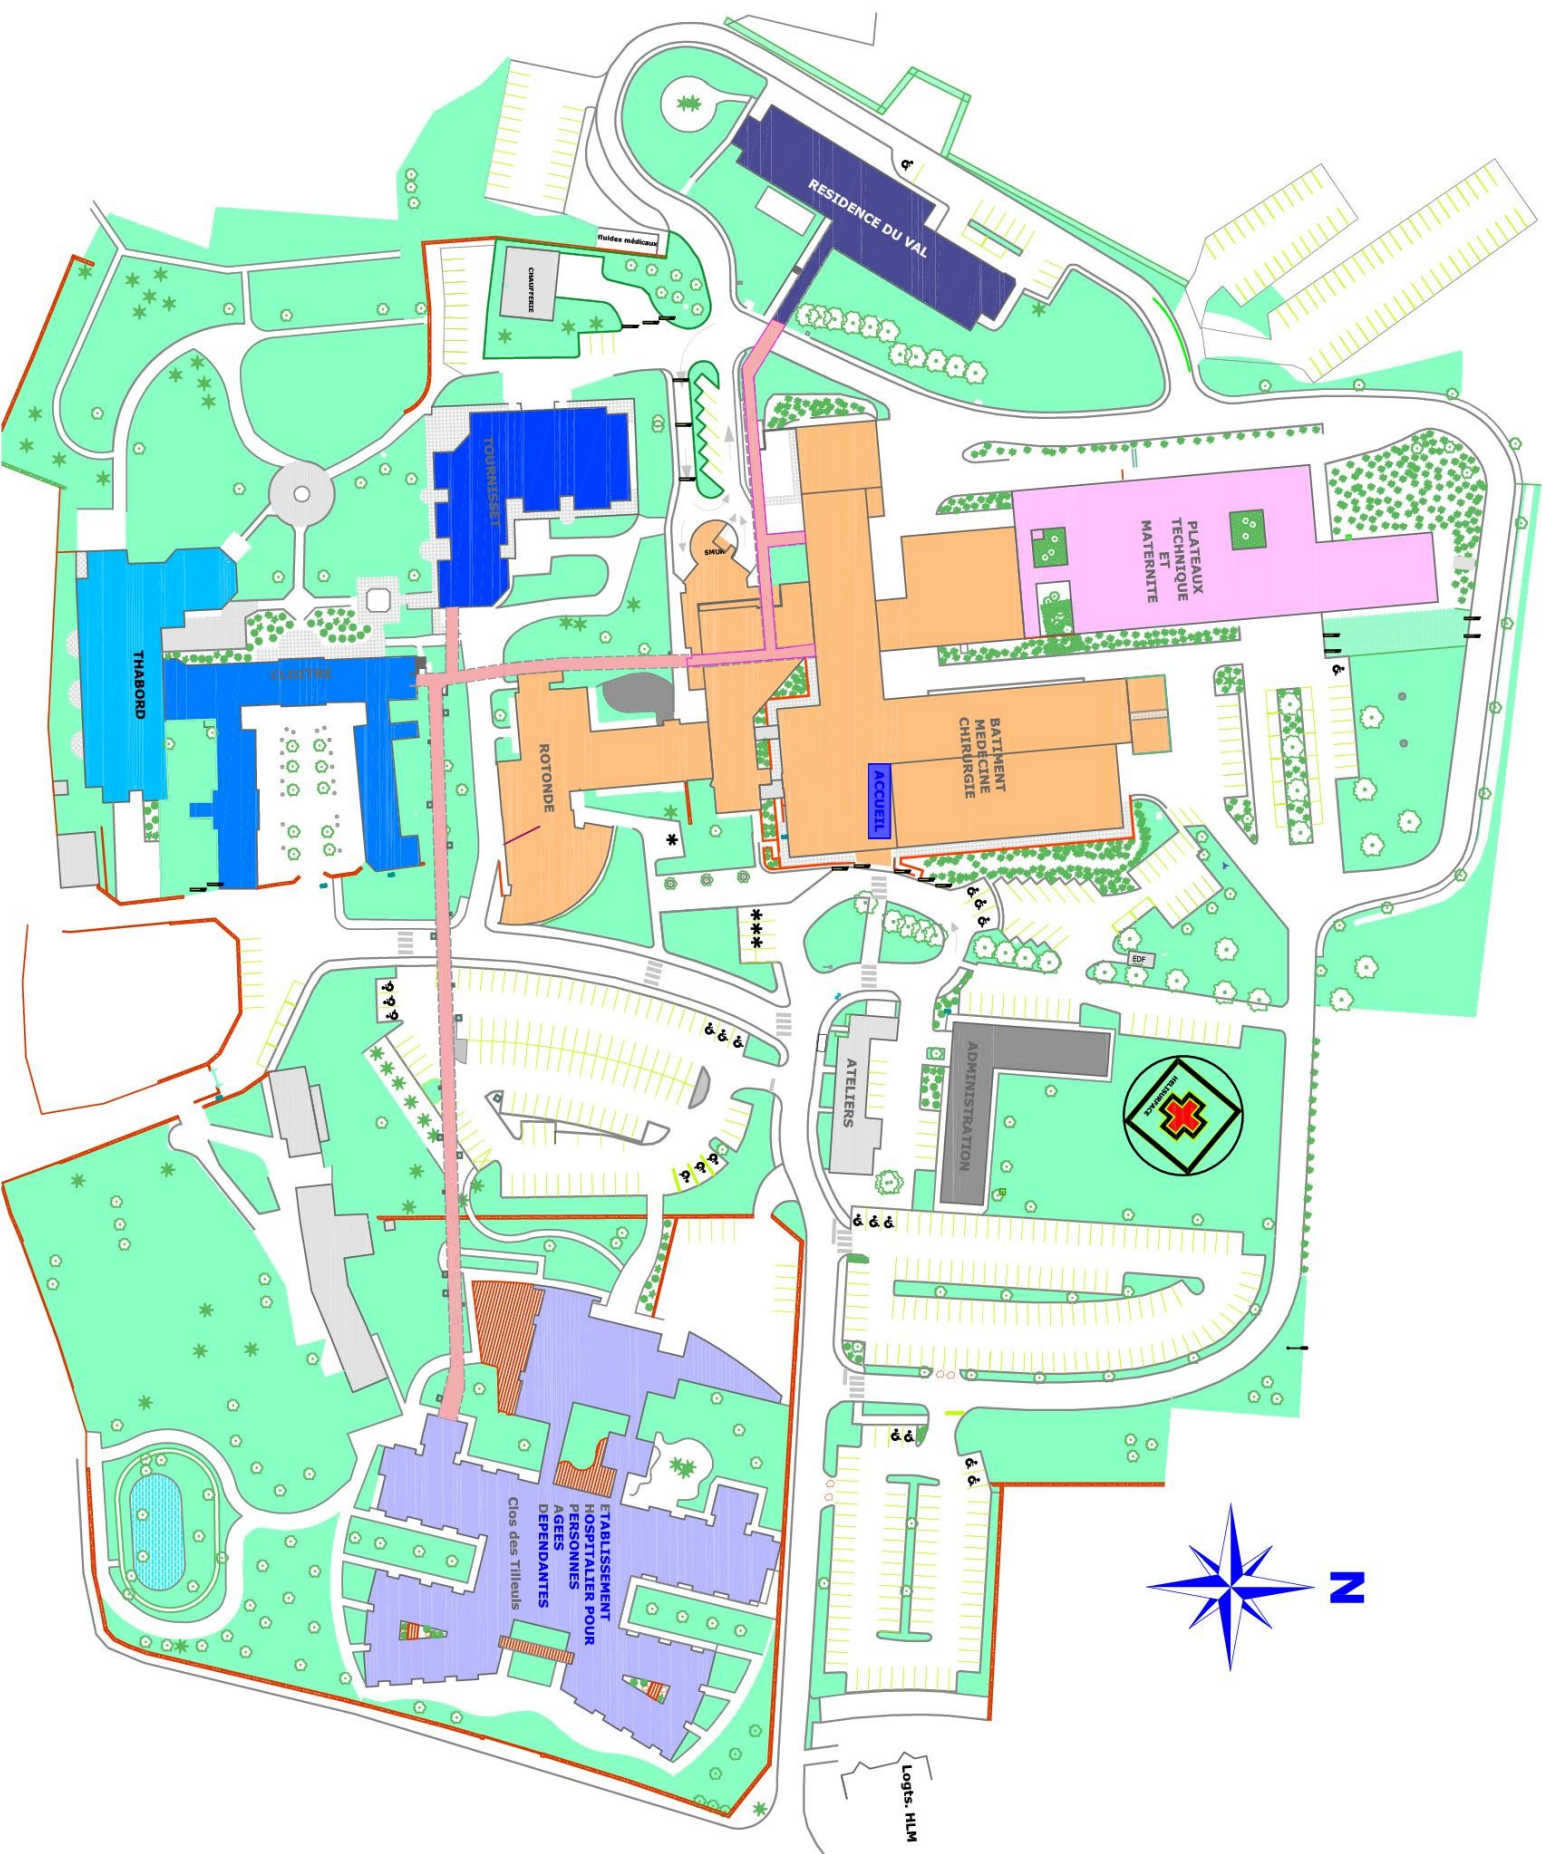 RESIDENCE DU VAL
fluides médicaux
CHAUFFERIE
TOURNISSET
SMUR
PLATEAUX
TECHNIQUE
ET
MATERNITE
THABORD
CLOITRE
ROTONDE
BATIMENT
MEDECINE
CHIRURGIE
ACCUEIL
***
*
EDF
ATELIERS
ADMINISTRATION
HELISURFACE
ETABLISSEMENT
HOSPITALIER POUR
PERSONNES
AGEES
DEPENDANTES
Clos des Tilleuls
N
Logts. HLM